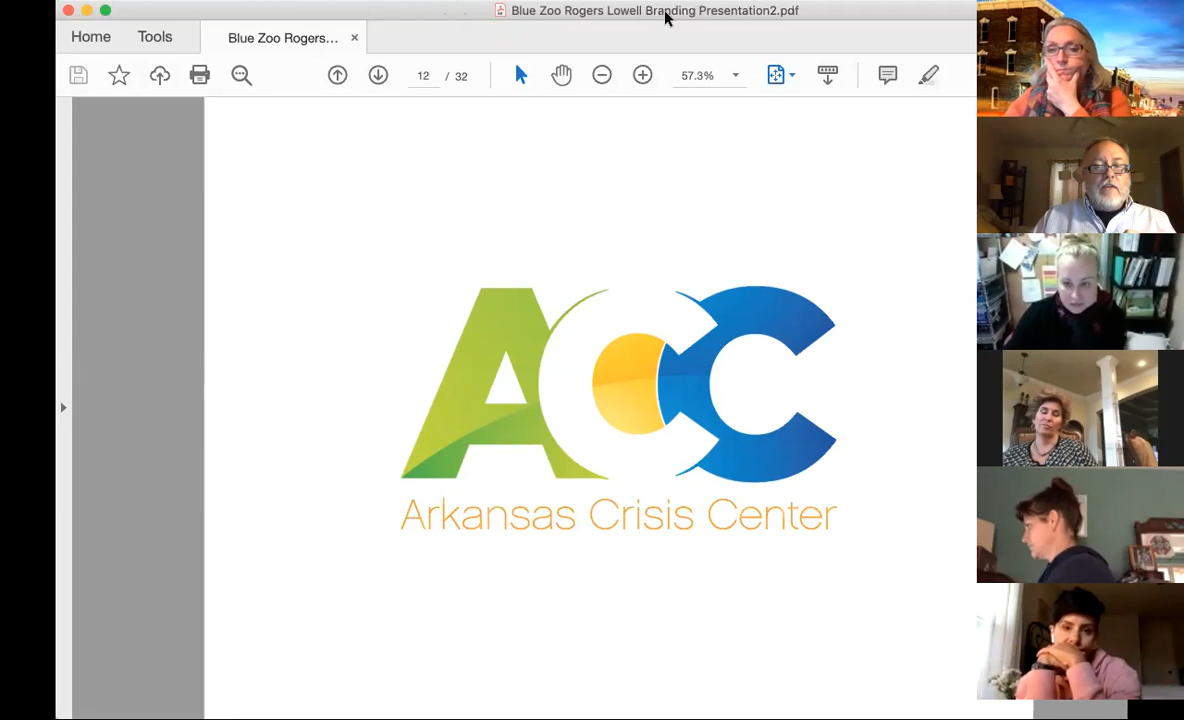 Blue Zoo Rogers Lowell Branding Presentation2.pdf
Home Tools Blue Zoo Rogers... ×
12 / 32 57.3%
ACC
Arkansas Crisis Center